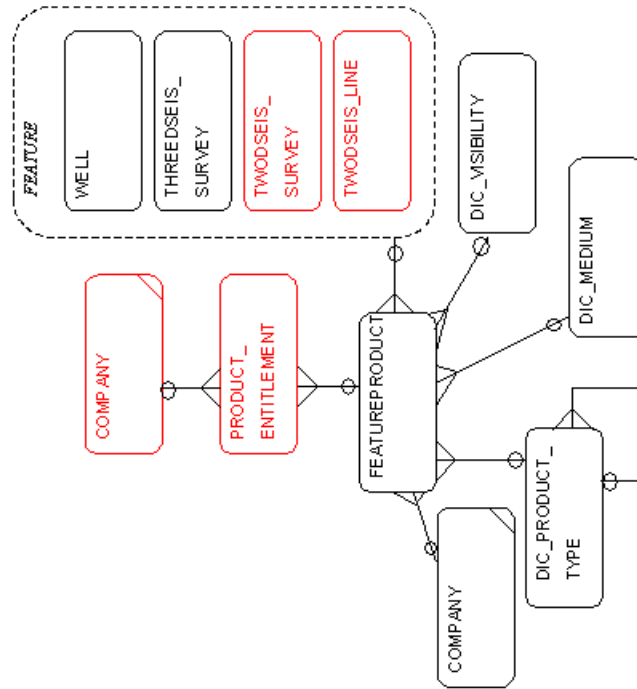 FEATURE
WELL
THREEDSEIS_
SURVEY
TWODSEIS_
SURVEY
TWODSEIS_LINE
COMPANY
PRODUCT_
ENTITLEMENT
FEATUREPRODUCT
DIC_VISIBILITY
DIC_MEDIUM
DIC_PRODUCT_
TYPE
COMPANY